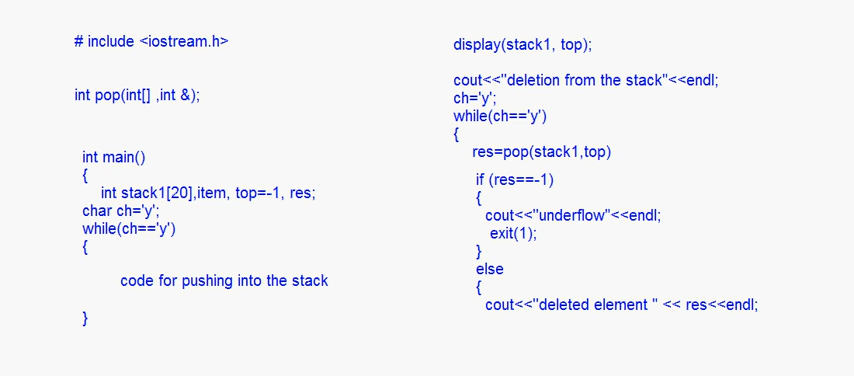 # include <iostream.h>
int pop(int[] ,int &);
int main()
{
int stack1[20],item, top=-1, res;
char ch='y';
while(ch=='y')
{
code for pushing into the stack
}
display(stack1, top);
cout<<"deletion from the stack"<<endl;
ch='y';
while(ch=='y')
{
res=pop(stack1,top)
if (res==-1)
{
cout<<"underflow"<<endl;
exit(1);
}
else
{
cout<<"deleted element " << res<<endl;